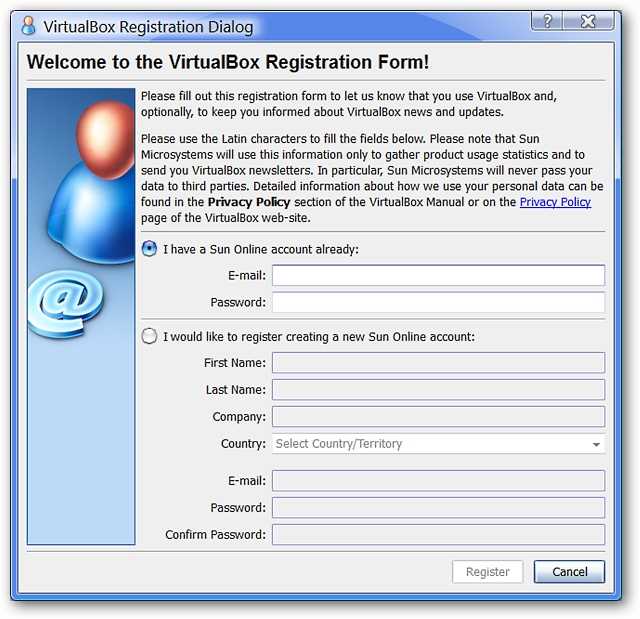 VirtualBox Registration Dialog
Welcome to the VirtualBox Registration Form!
Please fill out this registration form to let us know that you use VirtualBox and,
optionally, to keep you informed about VirtualBox news and updates.
Please use the Latin characters to fill the fields below. Please note that Sun
Microsystems will use this information only to gather product usage statistics and to
send you VirtualBox newsletters. In particular, Sun Microsystems will never pass your
data to third parties. Detailed information about how we use your personal data can be
found in the Privacy Policy section of the VirtualBox Manual or on the Privacy Policy
page of the VirtualBox web-site.
I have a Sun Online account already:
E-mail:
Password:
I would like to register creating a new Sun Online account:
First Name:
Last Name:
Company:
Country: Select Country/Territory
E-mail:
Password:
Confirm Password:
Register Cancel